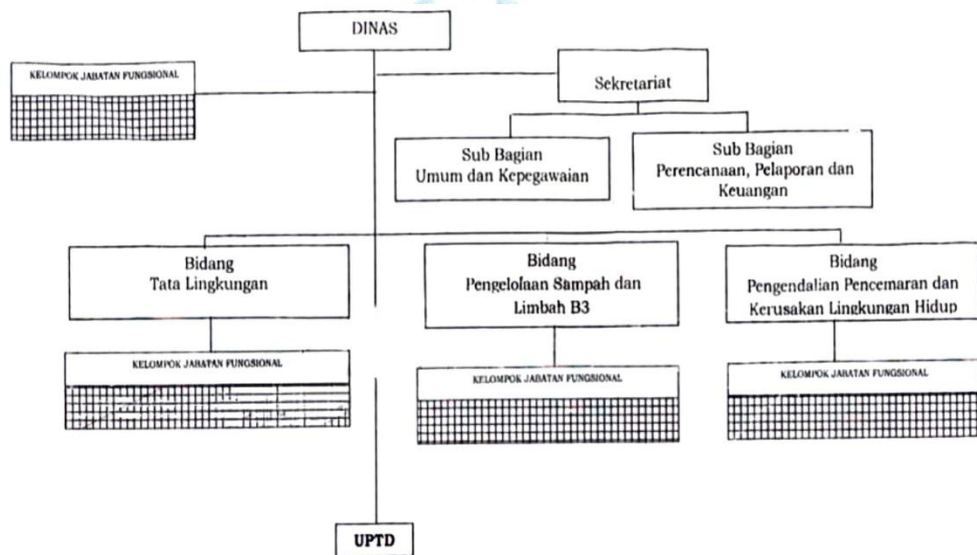 DINAS
KELOMPOK JABATAN FUNGSIONAL
Sekretariat
Sub Bagian
Umum dan Kepegawaian
Sub Bagian
Perencanaan, Pelaporan dan
Keuangan
Bidang
Tata Lingkungan
Bidang
Pengelolaan Sampah dan
Limbah B3
Bidang
Pengendalian Pencemaran dan
Kerusakan Lingkungan Hidup
KELOMPOK JABATAN FUNGSIONAL
KELOMPOK JABATAN FUNGSIONAL
KELOMPOK JABATAN FUNGSIONAL
UPTD